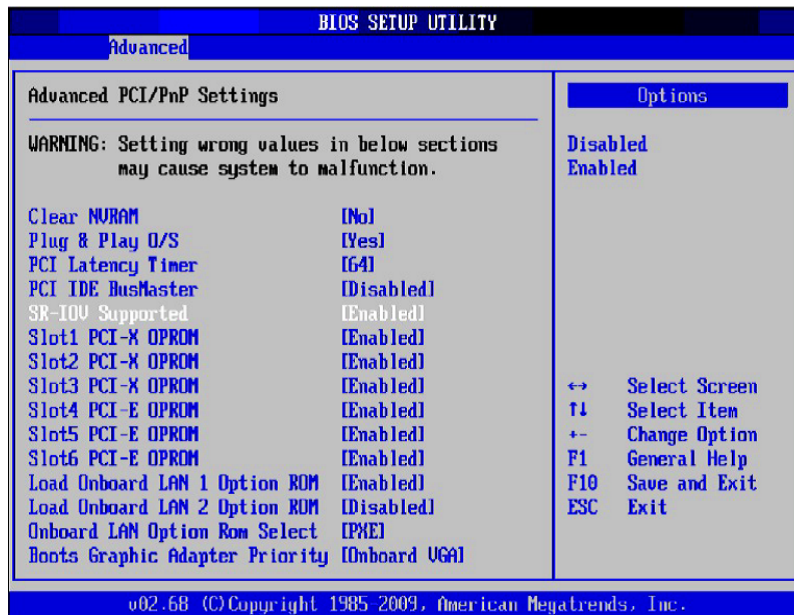 BIOS SETUP UTILITY
Advanced
Advanced PCI/PnP Settings
WARNING: Setting wrong values in below sections
may cause system to malfunction.
Clear NVRAM [No]
Plug & Play O/S [Yes]
PCI Latency Timer [64]
PCI IDE BusMaster [Disabled]
SR-IOV Supported [Enabled]
Slot1 PCI-X OPROM [Enabled]
Slot2 PCI-X OPROM [Enabled]
Slot3 PCI-X OPROM [Enabled]
Slot4 PCI-E OPROM [Enabled]
Slot5 PCI-E OPROM [Enabled]
Slot6 PCI-E OPROM [Enabled]
Load Onboard LAN 1 Option ROM [Enabled]
Load Onboard LAN 2 Option ROM [Disabled]
Onboard LAN Option Rom Select [PXE]
Boots Graphic Adapter Priority [Onboard VGA]
Options
Disabled
Enabled
↔ Select Screen
↑↓ Select Item
+- Change Option
F1 General Help
F10 Save and Exit
ESC Exit
v02.68 (C)Copyright 1985-2009, American Megatrends, Inc.